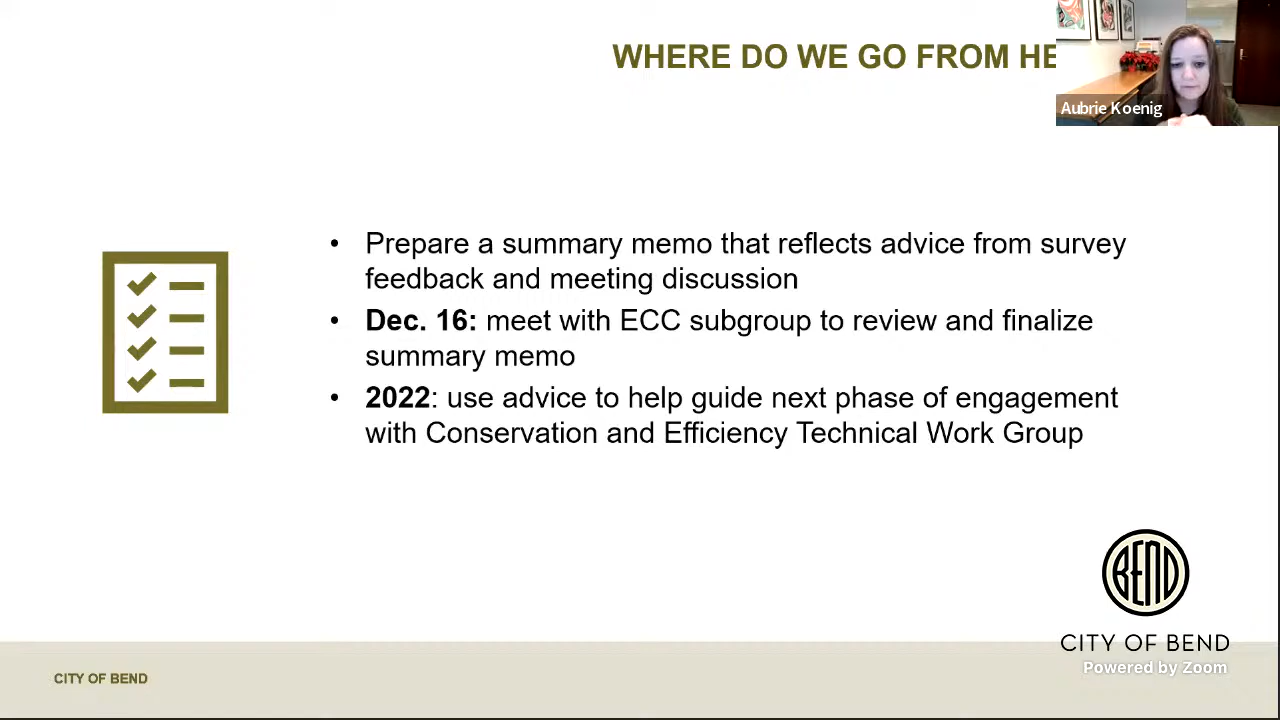 WHERE DO WE GO FROM HE
Aubrie Koenig
• Prepare a summary memo that reflects advice from survey
feedback and meeting discussion
• Dec. 16: meet with ECC subgroup to review and finalize
summary memo
• 2022: use advice to help guide next phase of engagement
with Conservation and Efficiency Technical Work Group
BEND
CITY OF BEND
Powered by Zoom
CITY OF BEND